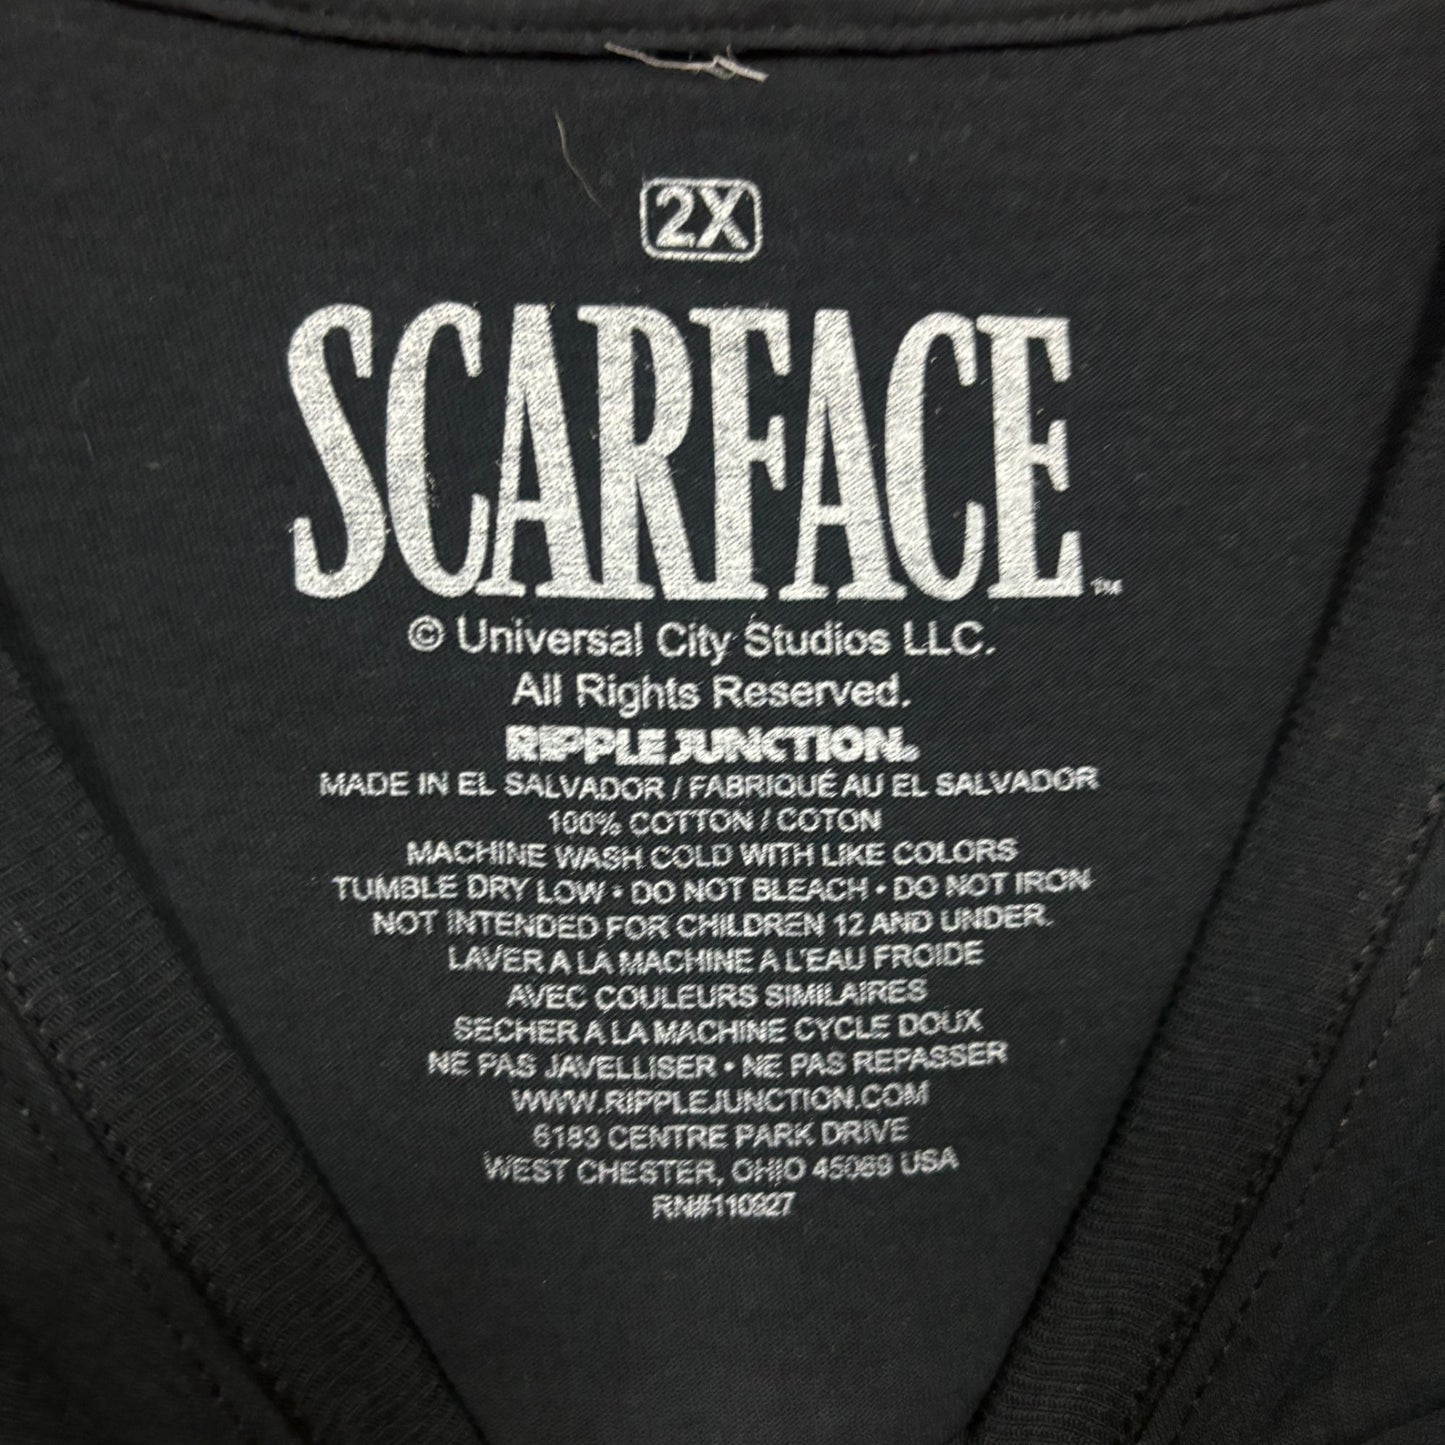 2X
SCARFACE™
© Universal City Studios LLC.
All Rights Reserved.
RIPPLE JUNCTION®
MADE IN EL SALVADOR / FABRIQUÉ AU EL SALVADOR
100% COTTON / COTON
MACHINE WASH COLD WITH LIKE COLORS
TUMBLE DRY LOW • DO NOT BLEACH • DO NOT IRON
NOT INTENDED FOR CHILDREN 12 AND UNDER.
LAVER A LA MACHINE A L'EAU FROIDE
AVEC COULEURS SIMILAIRES
SECHER A LA MACHINE CYCLE DOUX
NE PAS JAVELLISER • NE PAS REPASSER
WWW.RIPPLEJUNCTION.COM
6183 CENTRE PARK DRIVE
WEST CHESTER, OHIO 45069 USA
RN#110927